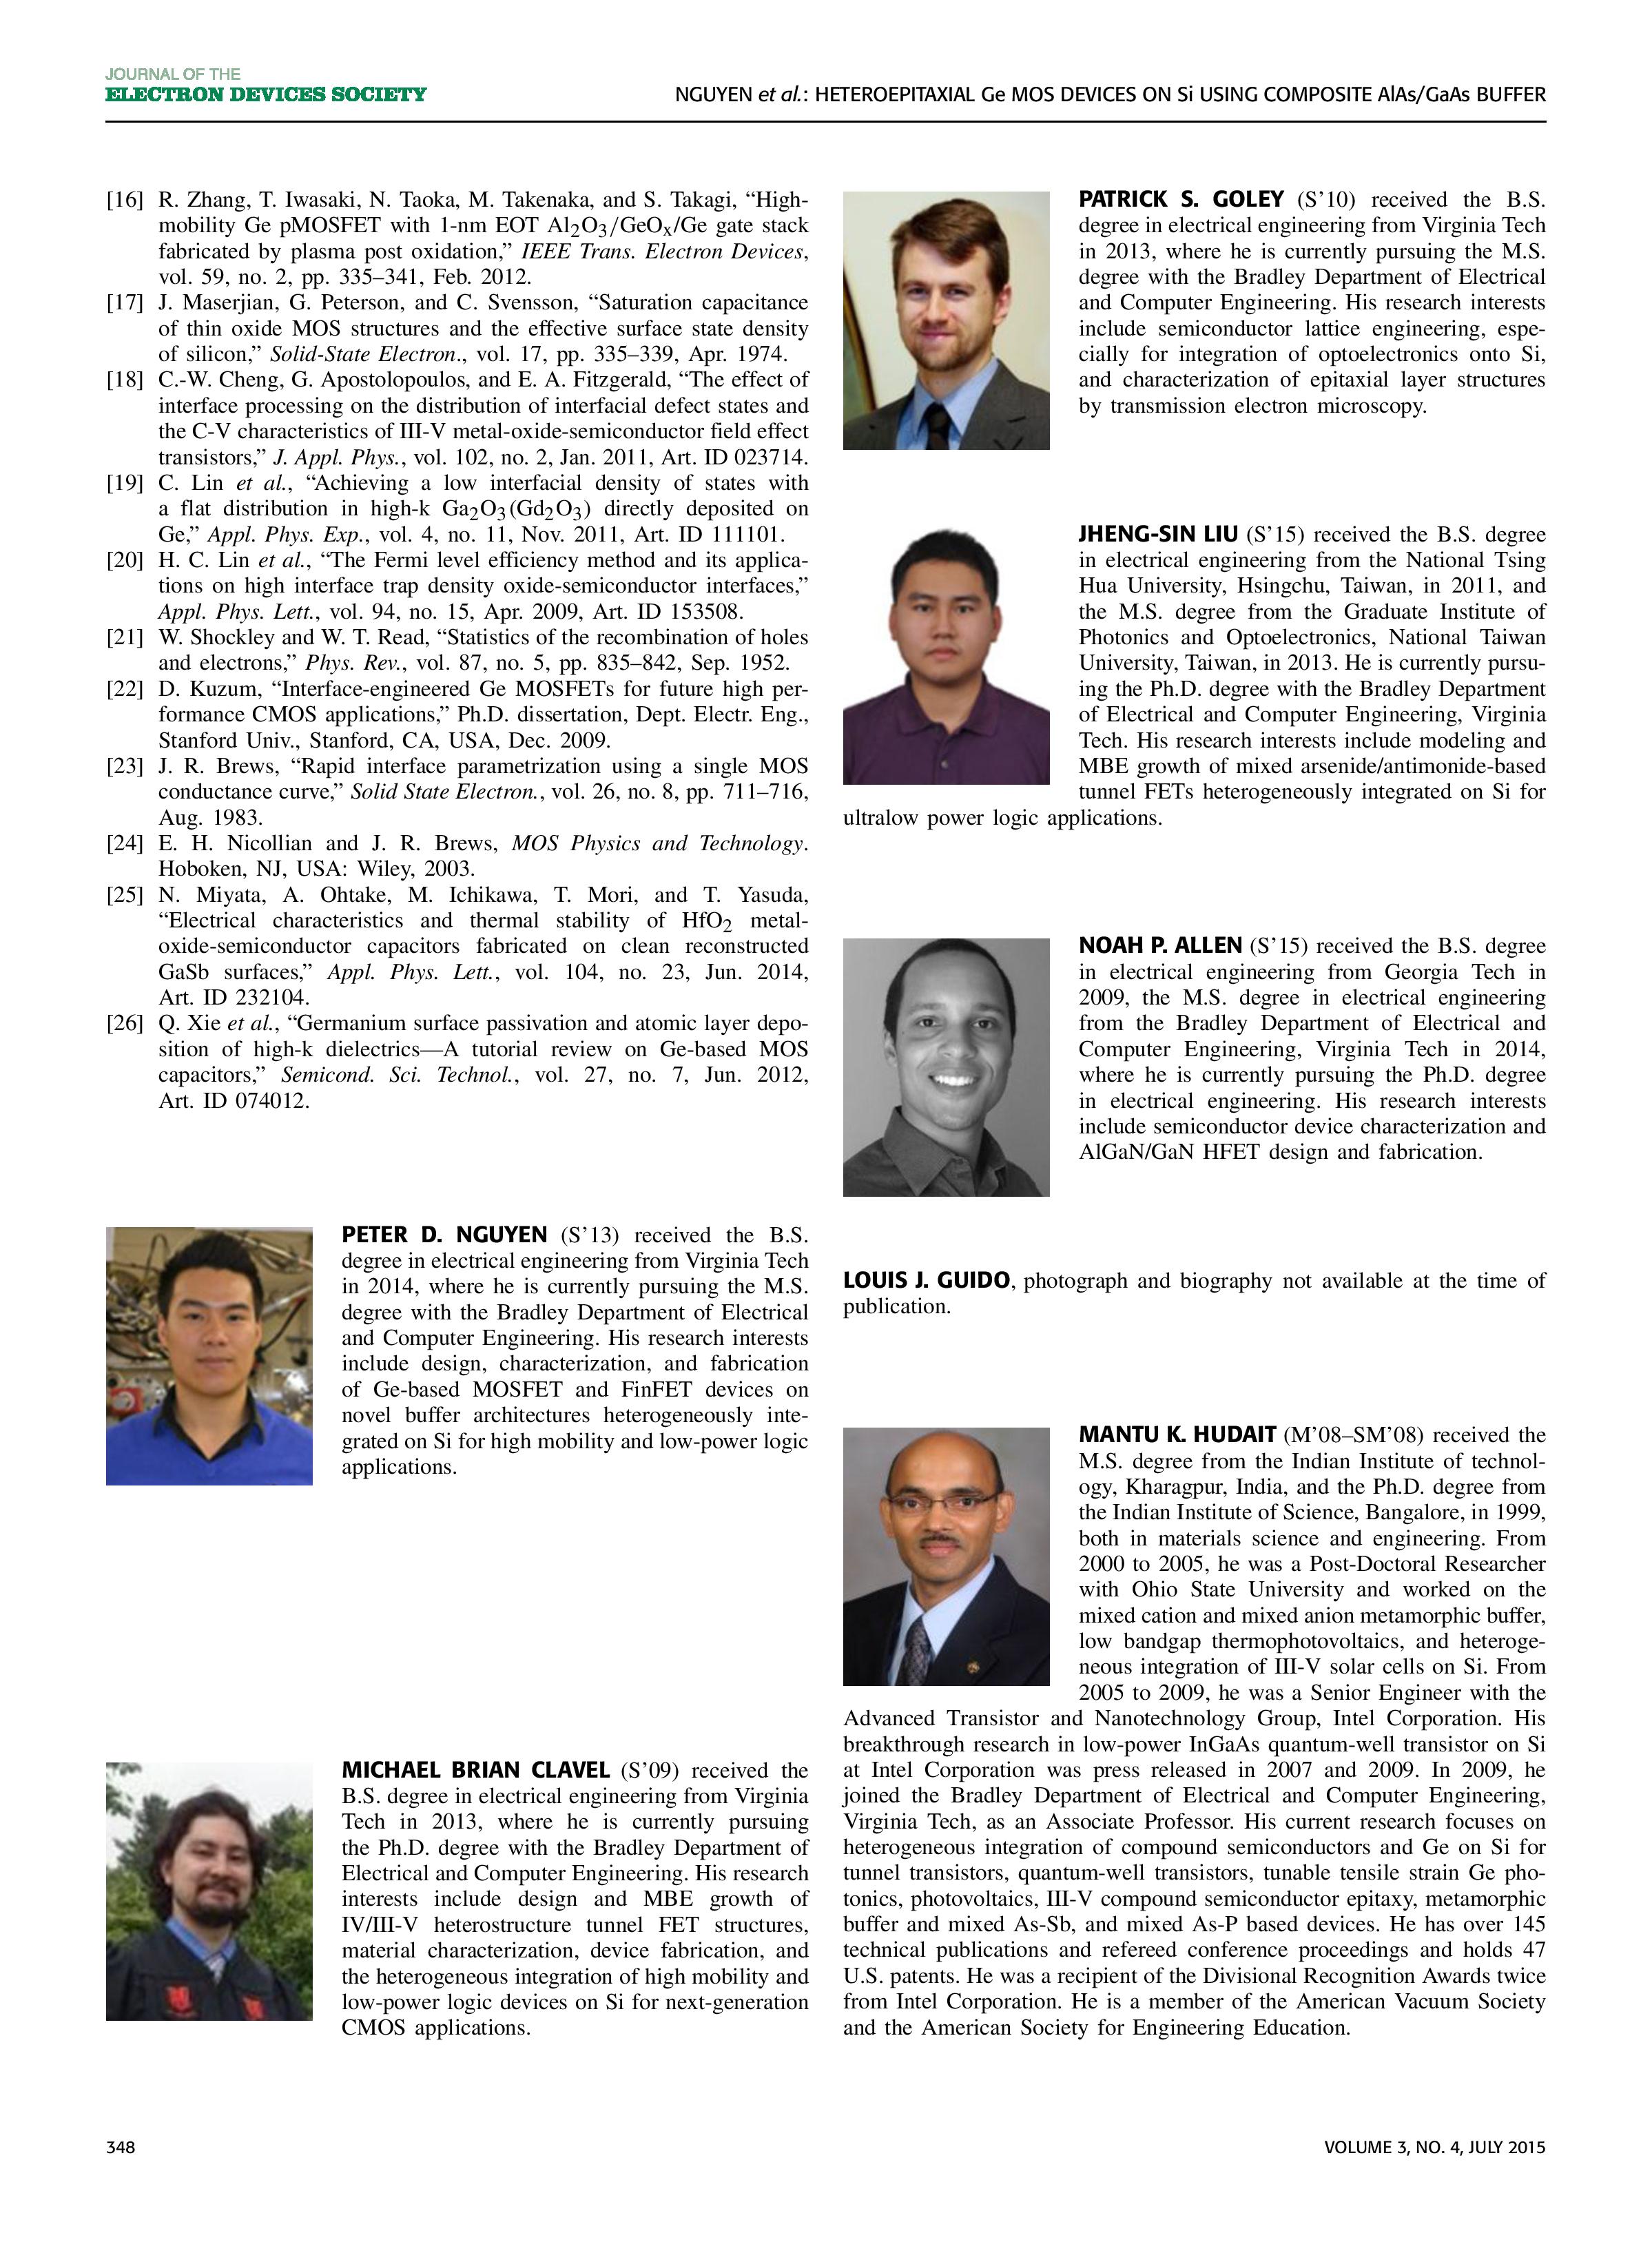 JOURNAL OF THE
ELECTRON DEVICES SOCIETY
NGUYEN et al.: HETEROEPITAXIAL Ge MOS DEVICES ON Si USING COMPOSITE AlAs/GaAs BUFFER
[16] R. Zhang, T. Iwasaki, N. Taoka, M. Takenaka, and S. Takagi, “High-
mobility Ge pMOSFET with 1-nm EOT Al2O3/GeOx/Ge gate stack
fabricated by plasma post oxidation,” IEEE Trans. Electron Devices,
vol. 59, no. 2, pp. 335–341, Feb. 2012.
[17] J. Maserjian, G. Peterson, and C. Svensson, “Saturation capacitance
of thin oxide MOS structures and the effective surface state density
of silicon,” Solid-State Electron., vol. 17, pp. 335–339, Apr. 1974.
[18] C.-W. Cheng, G. Apostolopoulos, and E. A. Fitzgerald, “The effect of
interface processing on the distribution of interfacial defect states and
the C-V characteristics of III-V metal-oxide-semiconductor field effect
transistors,” J. Appl. Phys., vol. 102, no. 2, Jan. 2011, Art. ID 023714.
[19] C. Lin et al., “Achieving a low interfacial density of states with
a flat distribution in high-k Ga2O3(Gd2O3) directly deposited on
Ge,” Appl. Phys. Exp., vol. 4, no. 11, Nov. 2011, Art. ID 111101.
[20] H. C. Lin et al., “The Fermi level efficiency method and its applica-
tions on high interface trap density oxide-semiconductor interfaces,”
Appl. Phys. Lett., vol. 94, no. 15, Apr. 2009, Art. ID 153508.
[21] W. Shockley and W. T. Read, “Statistics of the recombination of holes
and electrons,” Phys. Rev., vol. 87, no. 5, pp. 835–842, Sep. 1952.
[22] D. Kuzum, “Interface-engineered Ge MOSFETs for future high per-
formance CMOS applications,” Ph.D. dissertation, Dept. Electr. Eng.,
Stanford Univ., Stanford, CA, USA, Dec. 2009.
[23] J. R. Brews, “Rapid interface parametrization using a single MOS
conductance curve,” Solid State Electron., vol. 26, no. 8, pp. 711–716,
Aug. 1983.
[24] E. H. Nicollian and J. R. Brews, MOS Physics and Technology.
Hoboken, NJ, USA: Wiley, 2003.
[25] N. Miyata, A. Ohtake, M. Ichikawa, T. Mori, and T. Yasuda,
“Electrical characteristics and thermal stability of HfO2 metal-
oxide-semiconductor capacitors fabricated on clean reconstructed
GaSb surfaces,” Appl. Phys. Lett., vol. 104, no. 23, Jun. 2014,
Art. ID 232104.
[26] Q. Xie et al., “Germanium surface passivation and atomic layer depo-
sition of high-k dielectrics—A tutorial review on Ge-based MOS
capacitors,” Semicond. Sci. Technol., vol. 27, no. 7, Jun. 2012,
Art. ID 074012.
PETER D. NGUYEN (S’13) received the B.S.
degree in electrical engineering from Virginia Tech
in 2014, where he is currently pursuing the M.S.
degree with the Bradley Department of Electrical
and Computer Engineering. His research interests
include design, characterization, and fabrication
of Ge-based MOSFET and FinFET devices on
novel buffer architectures heterogeneously inte-
grated on Si for high mobility and low-power logic
applications.
MICHAEL BRIAN CLAVEL (S’09) received the
B.S. degree in electrical engineering from Virginia
Tech in 2013, where he is currently pursuing
the Ph.D. degree with the Bradley Department of
Electrical and Computer Engineering. His research
interests include design and MBE growth of
IV/III-V heterostructure tunnel FET structures,
material characterization, device fabrication, and
the heterogeneous integration of high mobility and
low-power logic devices on Si for next-generation
CMOS applications.
PATRICK S. GOLEY (S’10) received the B.S.
degree in electrical engineering from Virginia Tech
in 2013, where he is currently pursuing the M.S.
degree with the Bradley Department of Electrical
and Computer Engineering. His research interests
include semiconductor lattice engineering, espe-
cially for integration of optoelectronics onto Si,
and characterization of epitaxial layer structures
by transmission electron microscopy.
JHENG-SIN LIU (S’15) received the B.S. degree
in electrical engineering from the National Tsing
Hua University, Hsingchu, Taiwan, in 2011, and
the M.S. degree from the Graduate Institute of
Photonics and Optoelectronics, National Taiwan
University, Taiwan, in 2013. He is currently pursu-
ing the Ph.D. degree with the Bradley Department
of Electrical and Computer Engineering, Virginia
Tech. His research interests include modeling and
MBE growth of mixed arsenide/antimonide-based
tunnel FETs heterogeneously integrated on Si for
ultralow power logic applications.
NOAH P. ALLEN (S’15) received the B.S. degree
in electrical engineering from Georgia Tech in
2009, the M.S. degree in electrical engineering
from the Bradley Department of Electrical and
Computer Engineering, Virginia Tech in 2014,
where he is currently pursuing the Ph.D. degree
in electrical engineering. His research interests
include semiconductor device characterization and
AlGaN/GaN HFET design and fabrication.
LOUIS J. GUIDO, photograph and biography not available at the time of
publication.
MANTU K. HUDAIT (M’08–SM’08) received the
M.S. degree from the Indian Institute of technol-
ogy, Kharagpur, India, and the Ph.D. degree from
the Indian Institute of Science, Bangalore, in 1999,
both in materials science and engineering. From
2000 to 2005, he was a Post-Doctoral Researcher
with Ohio State University and worked on the
mixed cation and mixed anion metamorphic buffer,
low bandgap thermophotovoltaics, and heteroge-
neous integration of III-V solar cells on Si. From
2005 to 2009, he was a Senior Engineer with the
Advanced Transistor and Nanotechnology Group, Intel Corporation. His
breakthrough research in low-power InGaAs quantum-well transistor on Si
at Intel Corporation was press released in 2007 and 2009. In 2009, he
joined the Bradley Department of Electrical and Computer Engineering,
Virginia Tech, as an Associate Professor. His current research focuses on
heterogeneous integration of compound semiconductors and Ge on Si for
tunnel transistors, quantum-well transistors, tunable tensile strain Ge pho-
tonics, photovoltaics, III-V compound semiconductor epitaxy, metamorphic
buffer and mixed As-Sb, and mixed As-P based devices. He has over 145
technical publications and refereed conference proceedings and holds 47
U.S. patents. He was a recipient of the Divisional Recognition Awards twice
from Intel Corporation. He is a member of the American Vacuum Society
and the American Society for Engineering Education.
348
VOLUME 3, NO. 4, JULY 2015